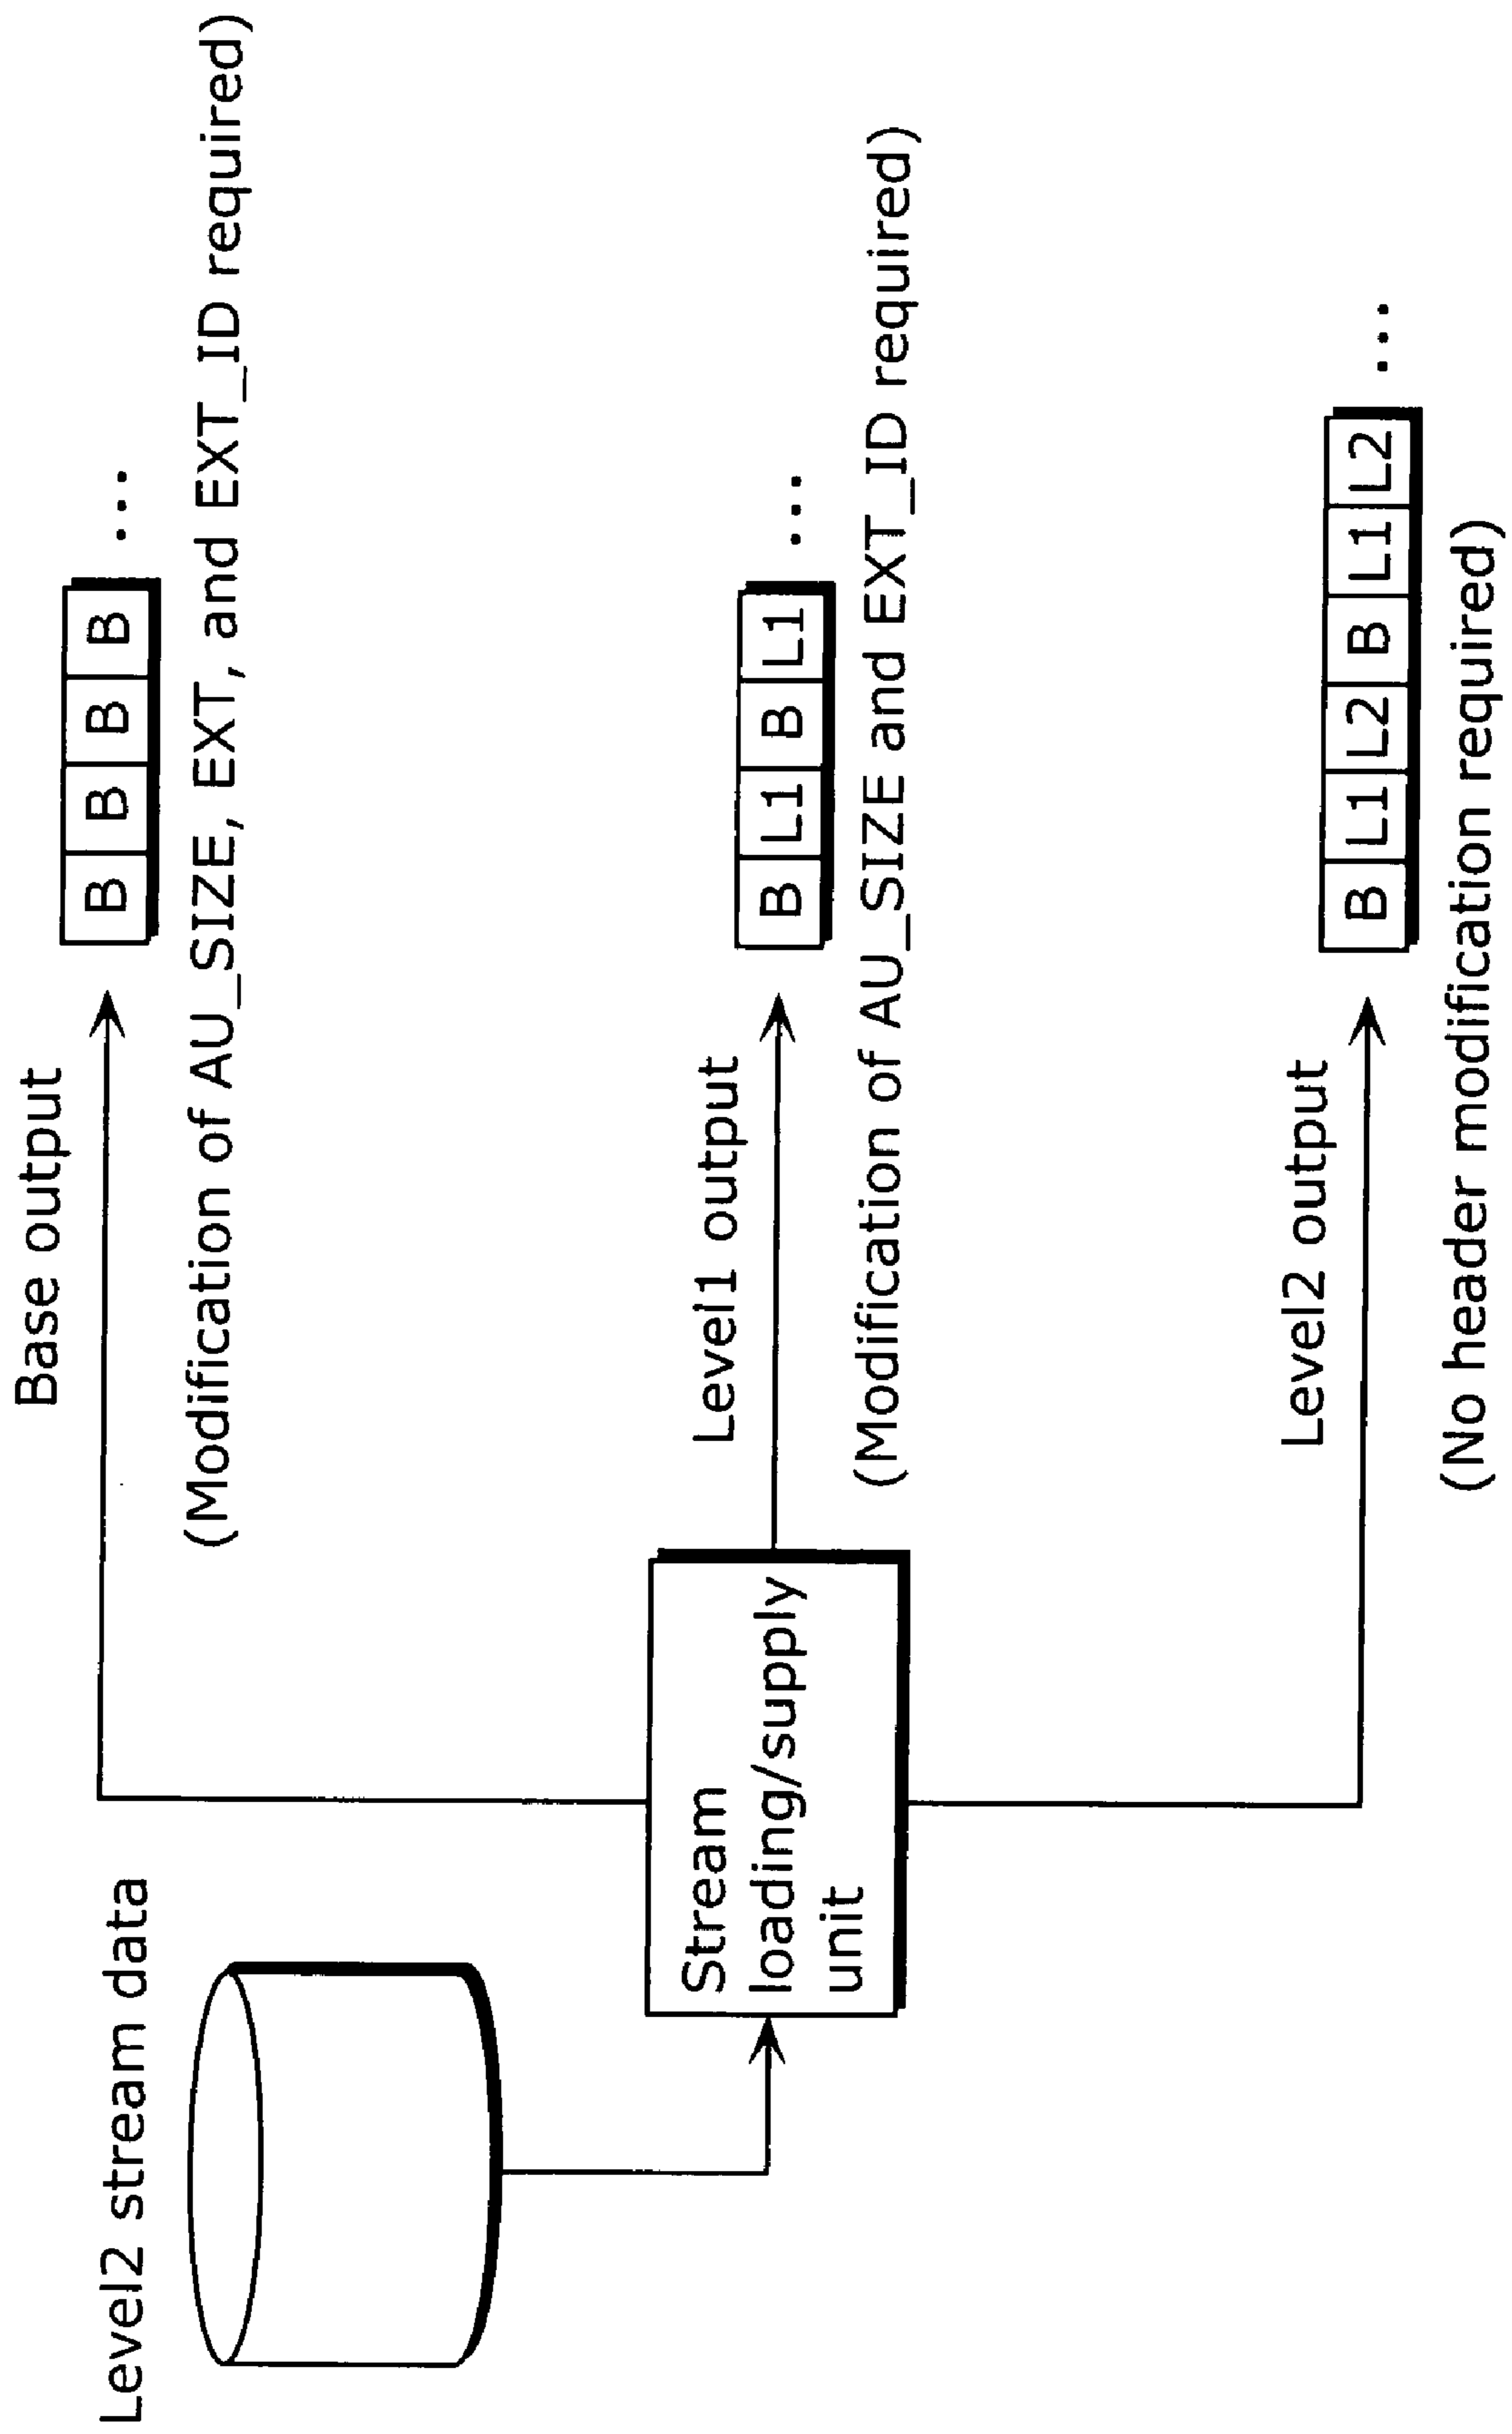 Level2 stream data
Stream
loading/supply
unit
Base output
B B B B ...
(Modification of AU_SIZE, EXT, and EXT_ID required)
Level1 output
B L1 B L1 ...
(Modification of AU_SIZE and EXT_ID required)
Level2 output
B L1 L2 B L1 L2 ...
(No header modification required)